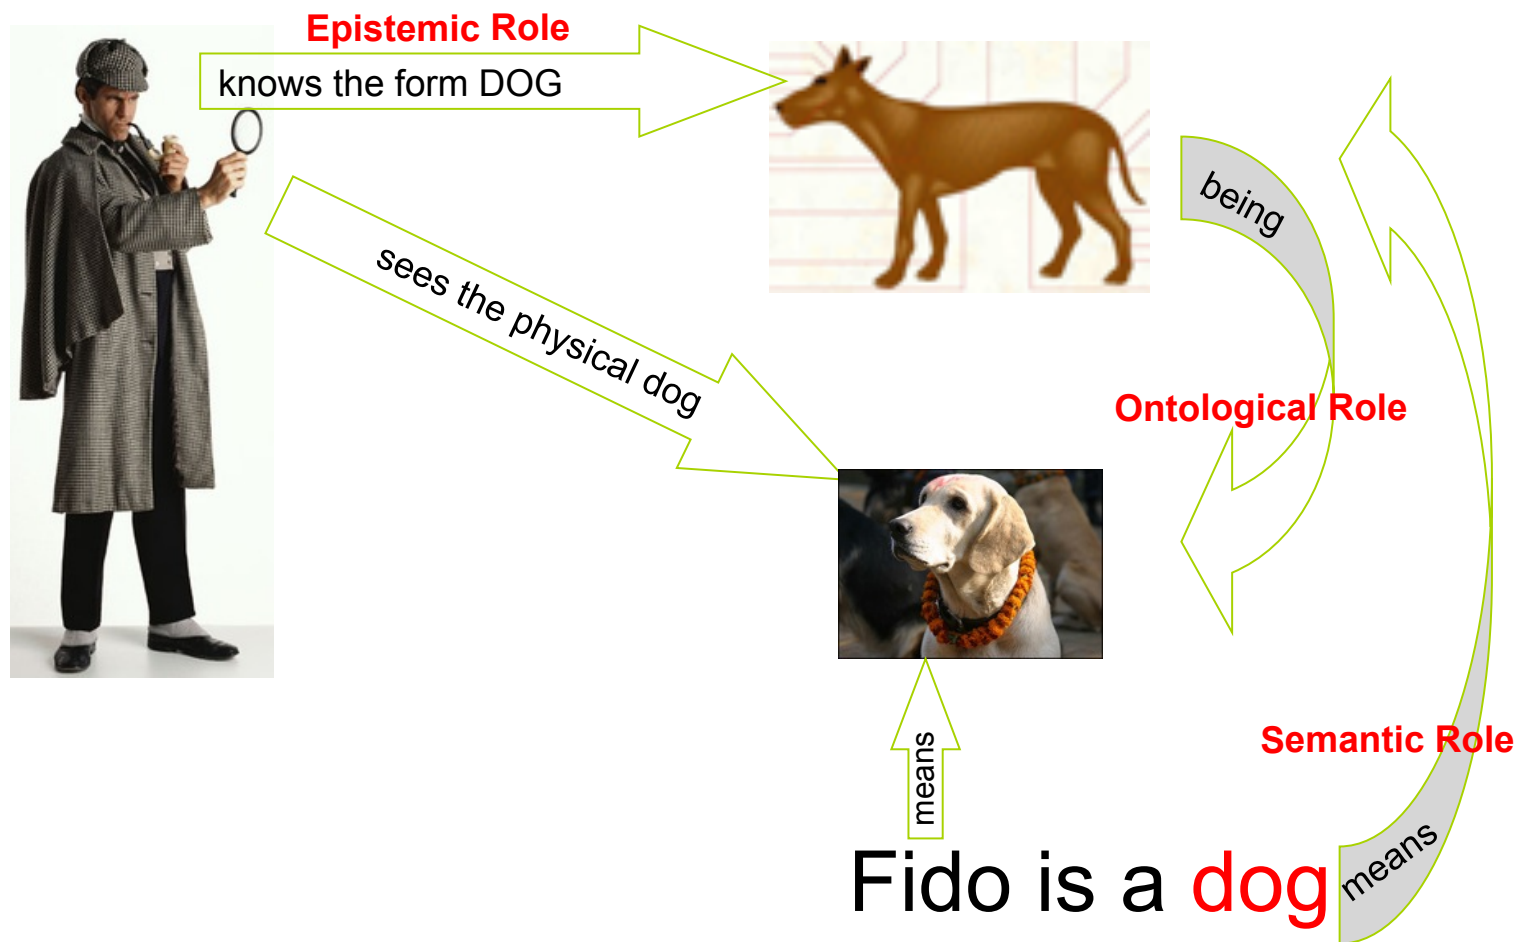 Epistemic Role
knows the form DOG
being
sees the physical dog
Ontological Role
Semantic Role
means
Fido is a dog
means